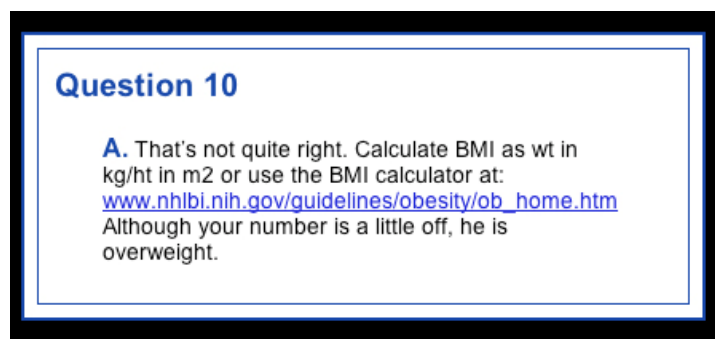 Question 10
A. That's not quite right. Calculate BMI as wt in
kg/ht in m2 or use the BMI calculator at:
www.nhlbi.nih.gov/guidelines/obesity/ob_home.htm
Although your number is a little off, he is
overweight.